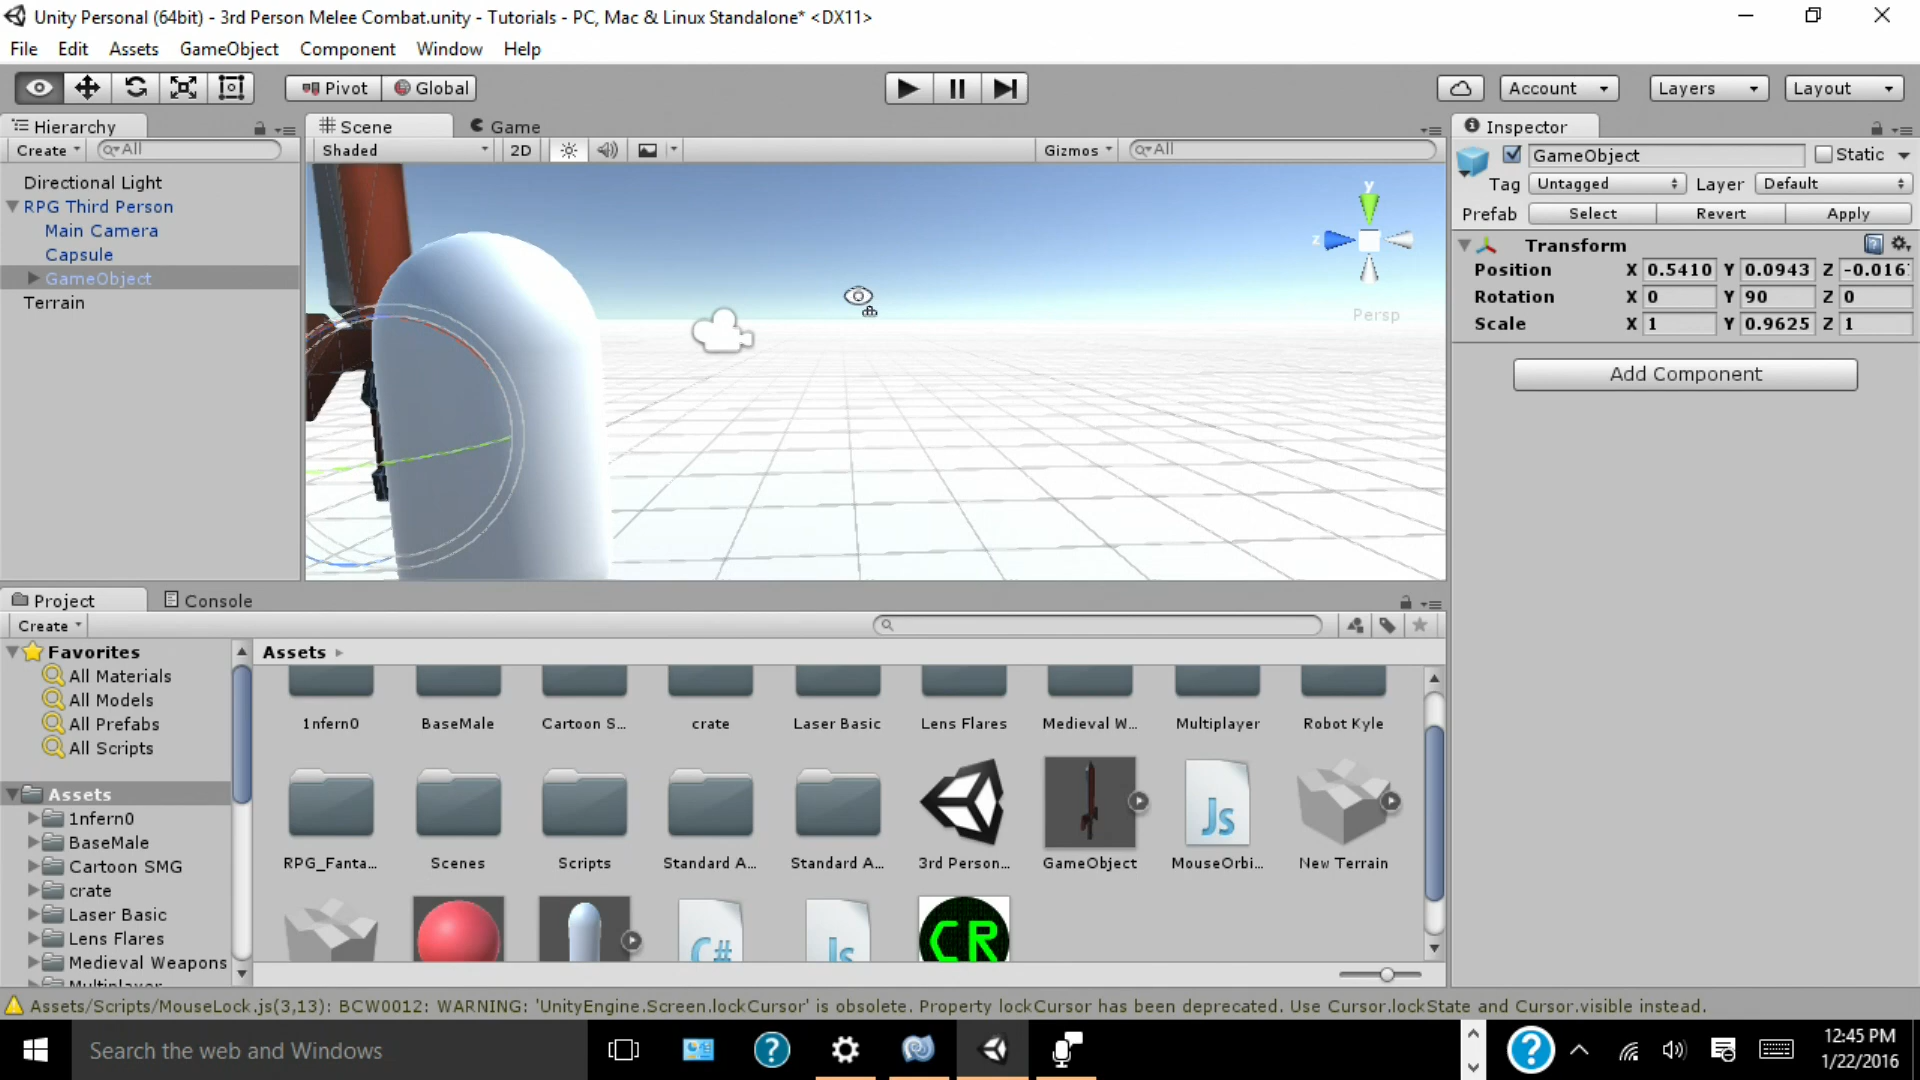 Unity Personal (64bit) - 3rd Person Melee Combat.unity - Tutorials - PC, Mac & Linux Standalone* <DX11>
File Edit Assets GameObject Component Window Help
Pivot Global Account Layers Layout
Hierarchy
Create All
Directional Light
RPG Third Person
Main Camera
Capsule
GameObject
Terrain
Scene Game
Shaded 2D Gizmos All
y
z
Persp
Inspector
GameObject Static
Tag Untagged Layer Default
Prefab Select Revert Apply
Transform
Position X 0.5410 Y 0.0943 Z -0.016
Rotation X 0 Y 90 Z 0
Scale X 1 Y 0.9625 Z 1
Add Component
Project Console
Create
Favorites
All Materials
All Models
All Prefabs
All Scripts
Assets
1nfern0
BaseMale
Cartoon SMG
crate
Laser Basic
Lens Flares
Medieval Weapons
Multiplayer
Assets
1nfern0 BaseMale Cartoon S... crate Laser Basic Lens Flares Medieval W... Multiplayer Robot Kyle
Js
RPG_Fanta... Scenes Scripts Standard A... Standard A... 3rd Person... GameObject MouseOrbi... New Terrain
C# Js CR
Assets/Scripts/MouseLock.js(3,13): BCW0012: WARNING: 'UnityEngine.Screen.lockCursor' is obsolete. Property lockCursor has been deprecated. Use Cursor.lockState and Cursor.visible instead.
Search the web and Windows
12:45 PM
1/22/2016